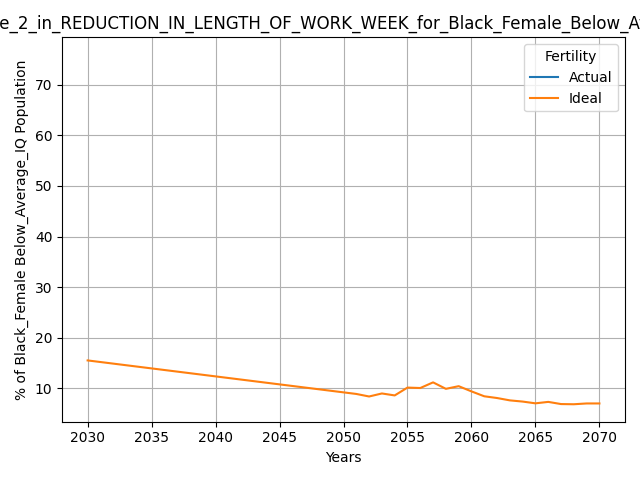 e_2_in_REDUCTION_IN_LENGTH_OF_WORK_WEEK_for_Black_Female_Below_A
Fertility
Actual
Ideal
% of Black_Female Below_Average_IQ Population
70
60
50
40
30
20
10
2030 2035 2040 2045 2050 2055 2060 2065 2070
Years